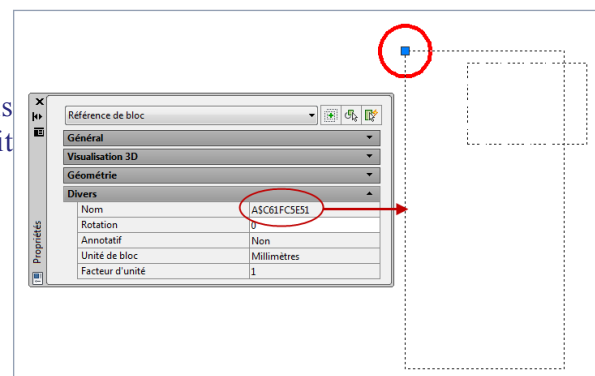 s
it
Référence de bloc
Général
Visualisation 3D
Géométrie
Divers
Nom A$C61FC5E51
Rotation 0
Annotatif Non
Unité de bloc Millimètres
Facteur d'unité 1
Propriétés